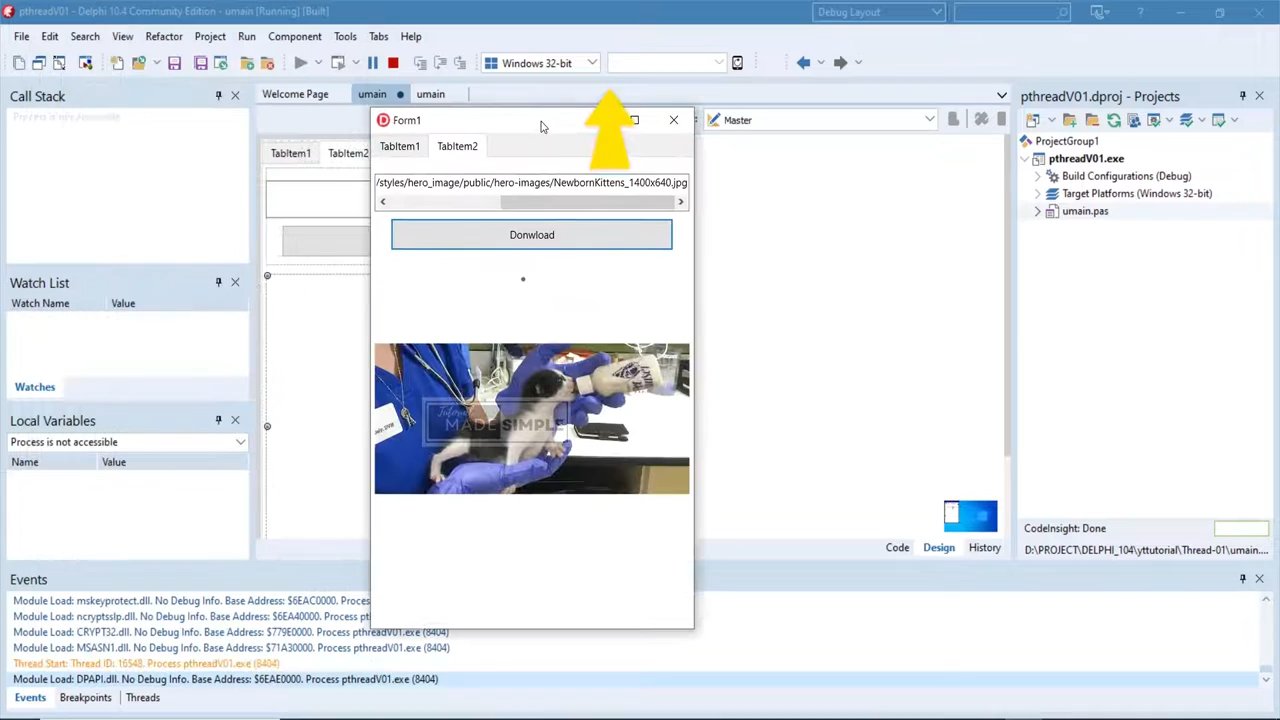 pthreadV01 - Delphi 10.4 Community Edition - umain [Running] [Built]
Debug Layout
File Edit Search View Refactor Project Run Component Tools Tabs Help
Windows 32-bit
Call Stack
Process is not accessible
Welcome Page umain umain
pthreadV01.dproj - Projects
Form1
Master
TabItem1 TabItem2
TabItem1 TabItem2
ProjectGroup1
pthreadV01.exe
Build Configurations (Debug)
Target Platforms (Windows 32-bit)
umain.pas
/styles/hero_image/public/hero-images/NewbornKittens_1400x640.jpg
Donwload
Watch List
Watch Name Value
Watches
Tutorial
MADE SIMPLE
Local Variables
Process is not accessible
Name Value
CodeInsight: Done
Code Design History
D:\PROJECT\DELPHI_104\yttutorial\Thread-01\umain....
Events
Module Load: mskeyprotect.dll. No Debug Info. Base Address: $6EAC0000. Process
Module Load: ncryptsslp.dll. No Debug Info. Base Address: $6EA40000. Process
Module Load: CRYPT32.dll. No Debug Info. Base Address: $779E0000. Process pthreadV01.exe (8404)
Module Load: MSASN1.dll. No Debug Info. Base Address: $71A30000. Process pthreadV01.exe (8404)
Thread Start: Thread ID: 16548. Process pthreadV01.exe (8404)
Module Load: DPAPI.dll. No Debug Info. Base Address: $6EAE0000. Process pthreadV01.exe (8404)
Events Breakpoints Threads